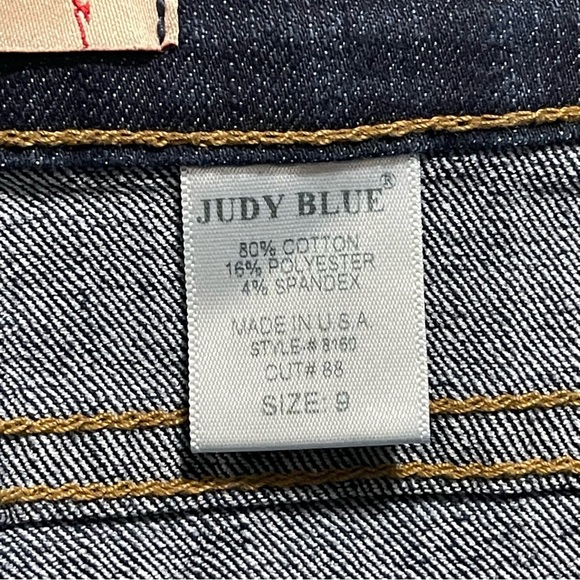 JUDY BLUE®
80% COTTON
16% POLYESTER
4% SPANDEX
MADE IN U.S.A.
STYLE# 8160
CUT# 88
SIZE: 9